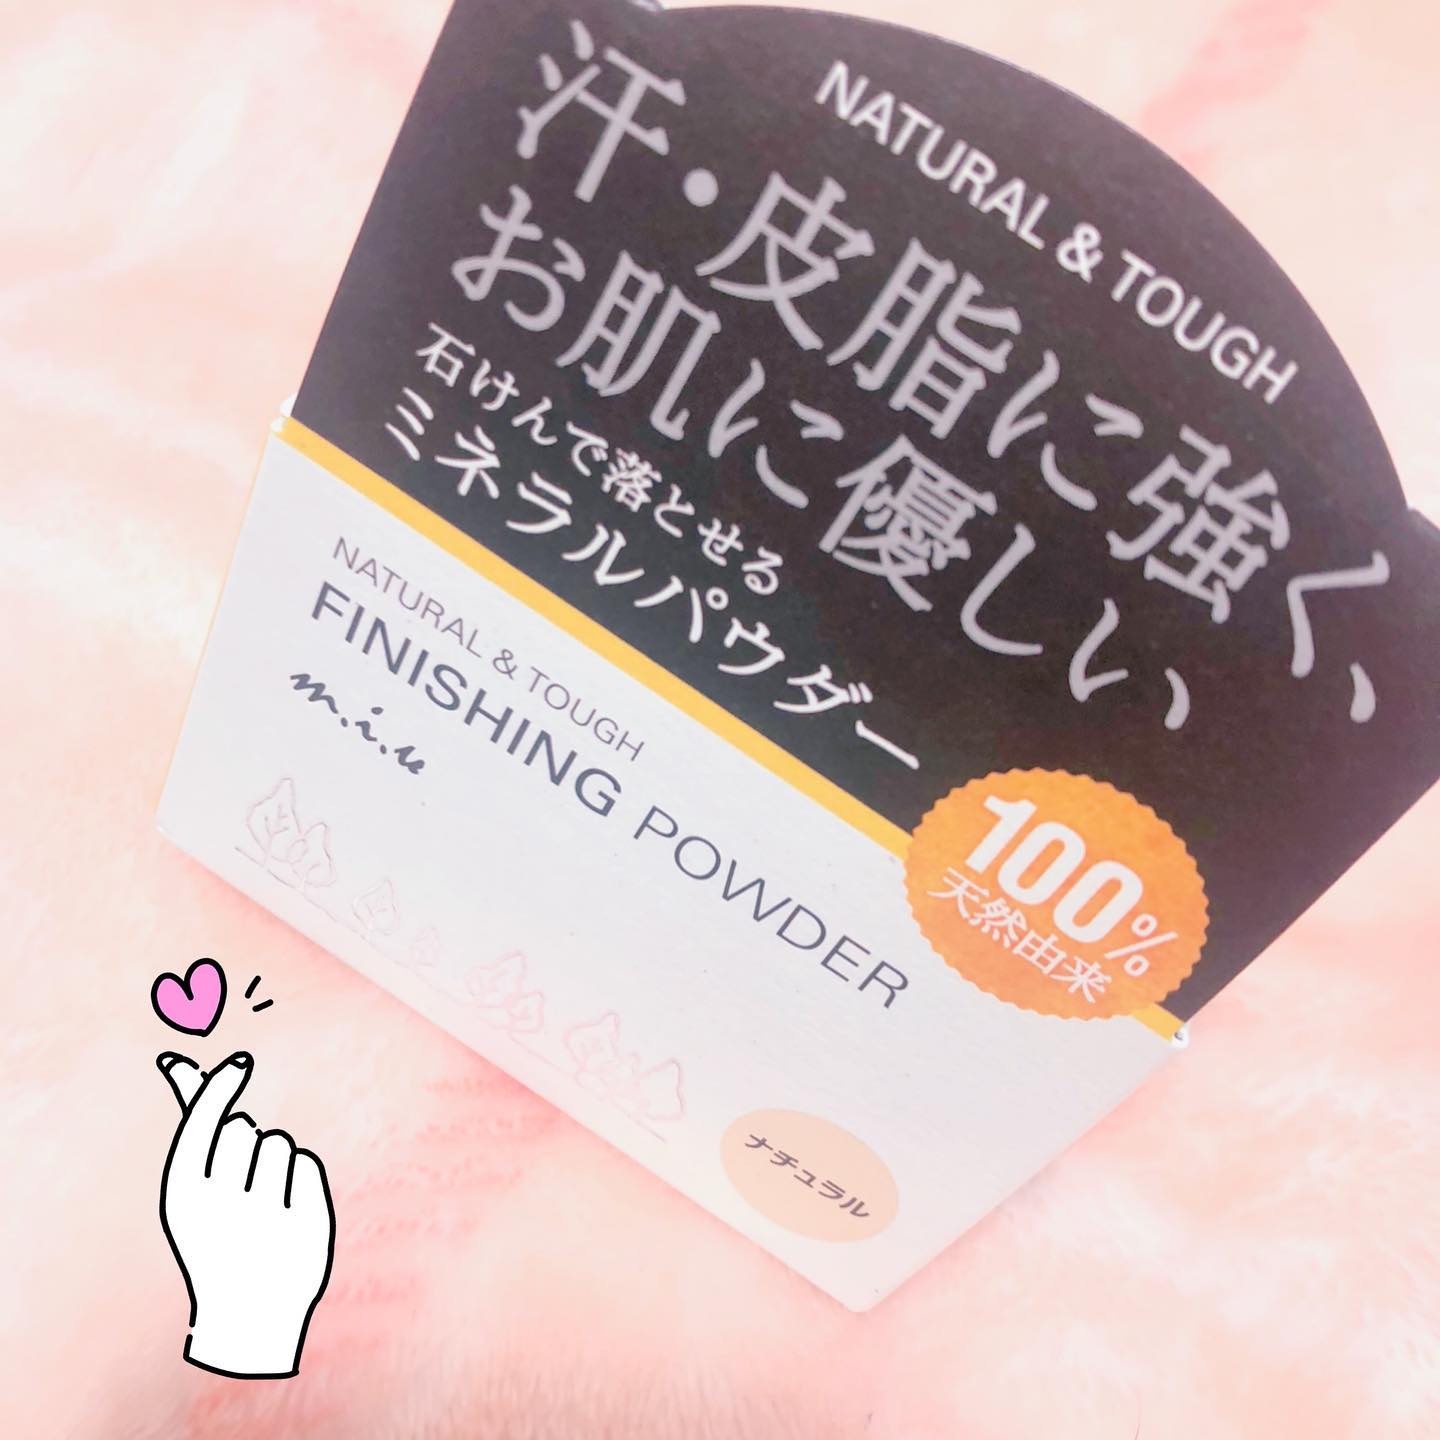 NATURAL & TOUGH
汗・皮脂に強く、
お肌に優しい
石けんで落とせる
ミネラルパウダー
100%
天然由来
NATURAL & TOUGH
FINISHING POWDER
m.i.u
ナチュラル